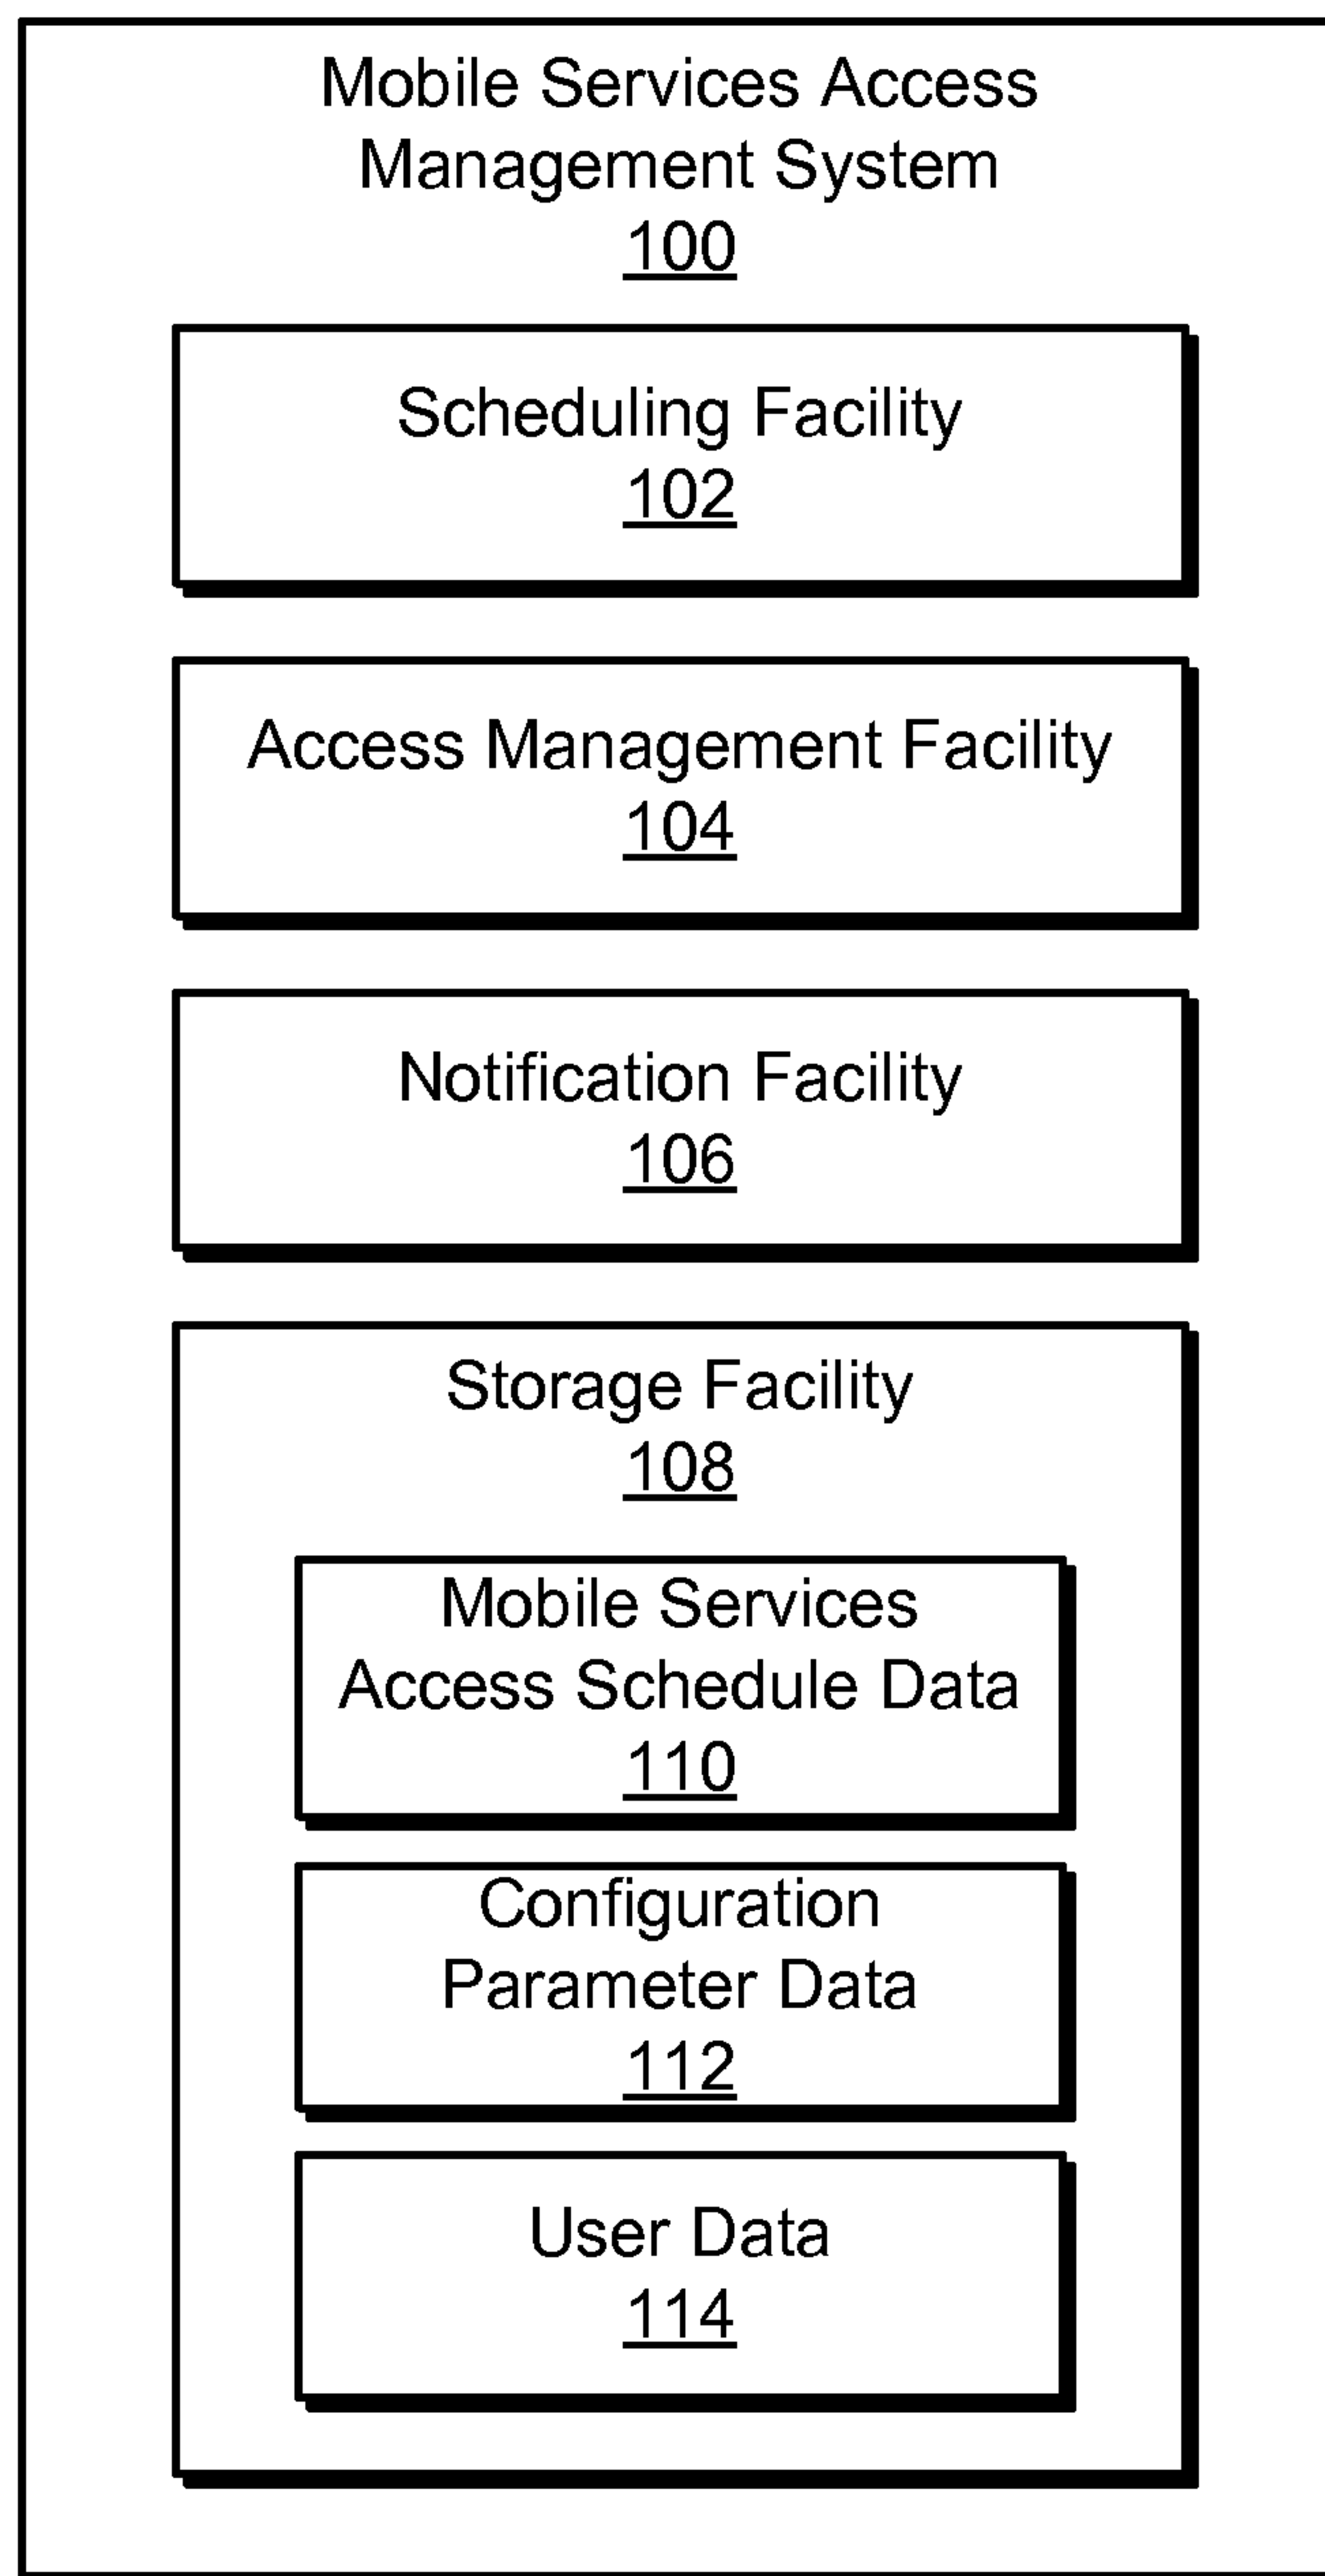 Mobile Services Access
Management System
100
Scheduling Facility
102
Access Management Facility
104
Notification Facility
106
Storage Facility
108
Mobile Services
Access Schedule Data
110
Configuration
Parameter Data
112
User Data
114